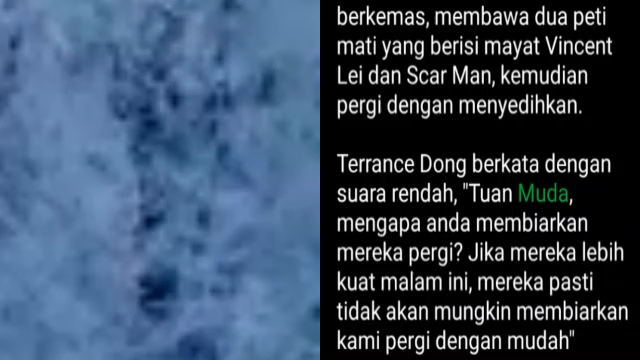 berkemas, membawa dua peti
mati yang berisi mayat Vincent
Lei dan Scar Man, kemudian
pergi dengan menyedihkan.
Terrance Dong berkata dengan
suara rendah, "Tuan Muda,
mengapa anda membiarkan
mereka pergi? Jika mereka lebih
kuat malam ini, mereka pasti
tidak akan mungkin membiarkan
kami pergi dengan mudah"